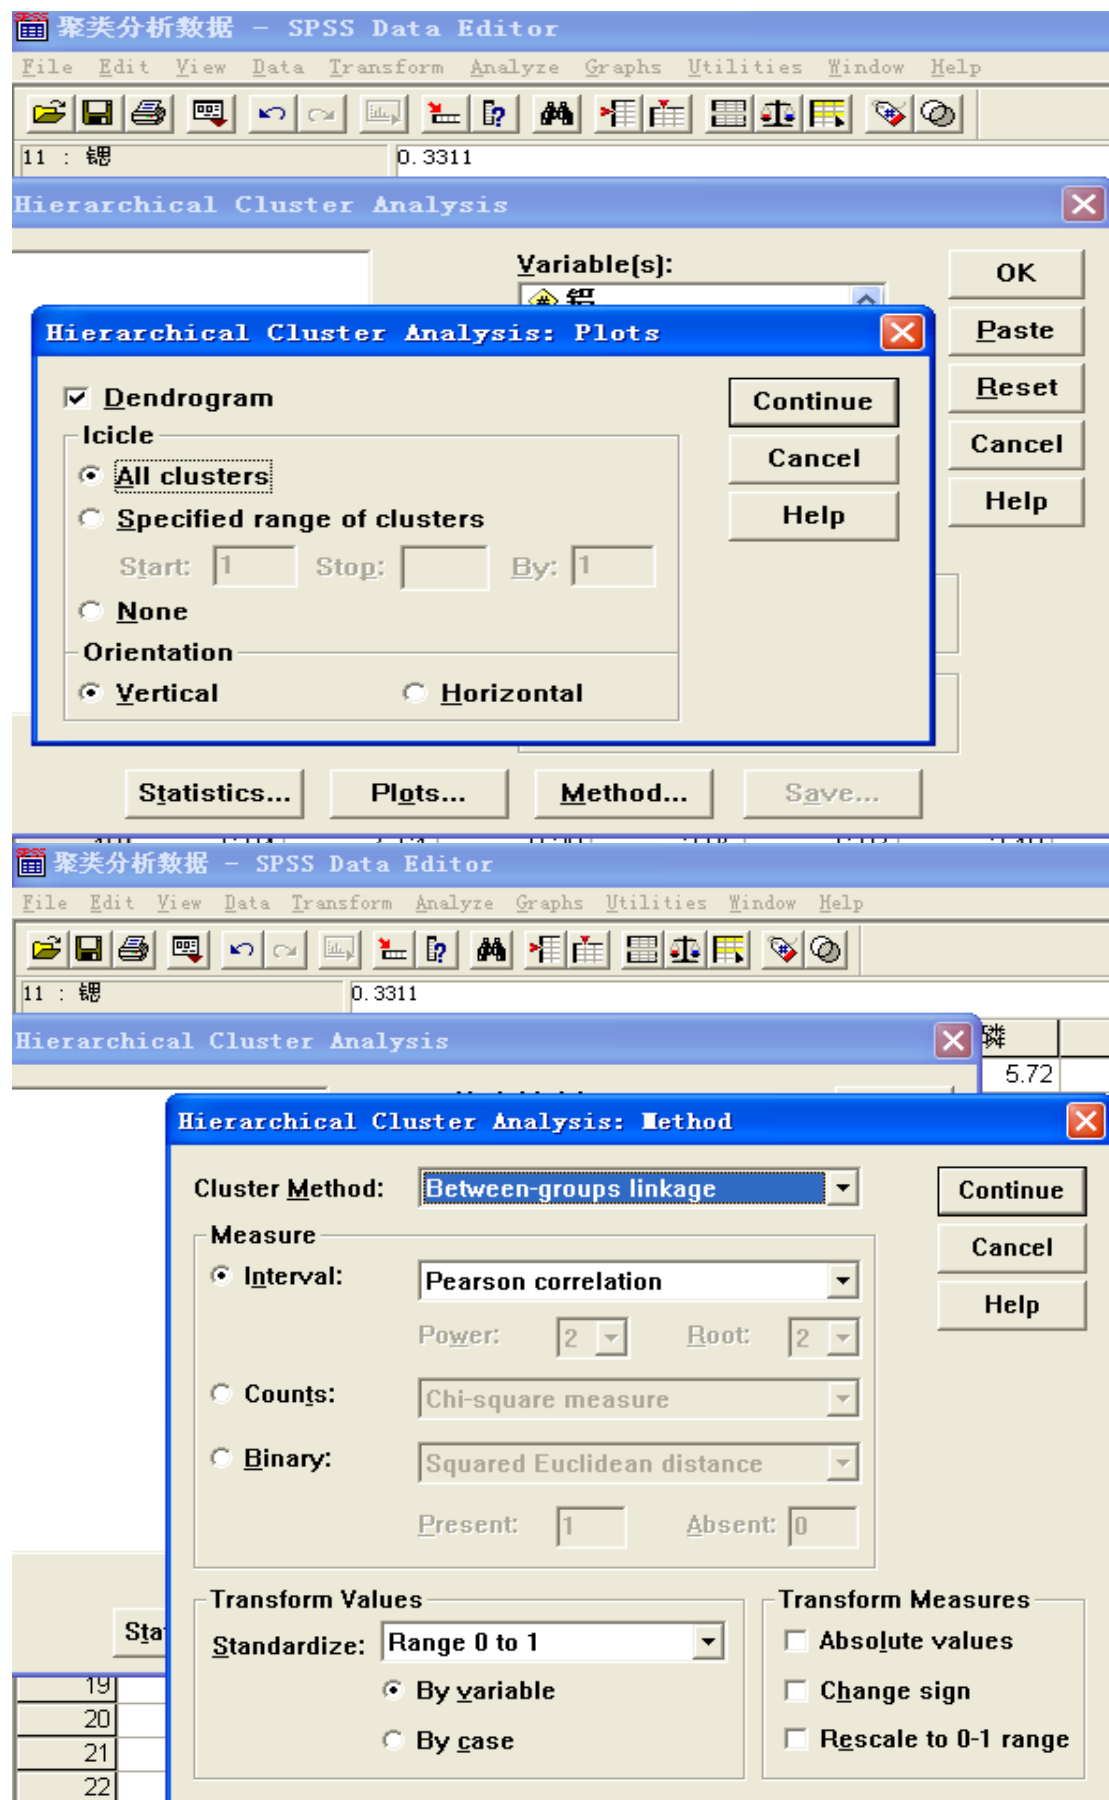 聚类分析数据 - SPSS Data Editor
File Edit View Data Transform Analyze Graphs Utilities Window Help
11 : 锶 0.3311
Hierarchical Cluster Analysis
Variable(s):
铝
OK
Hierarchical Cluster Analysis: Plots
Paste
Dendrogram
Continue
Reset
Icicle
All clusters
Cancel
Cancel
Specified range of clusters
Help
Help
Start: 1 Stop: By: 1
None
Orientation
Vertical Horizontal
Statistics... Plots... Method... Save...
聚类分析数据 - SPSS Data Editor
File Edit View Data Transform Analyze Graphs Utilities Window Help
11 : 锶 0.3311
Hierarchical Cluster Analysis
磷
5.72
Hierarchical Cluster Analysis: Method
Cluster Method: Between-groups linkage
Continue
Measure
Cancel
Interval: Pearson correlation
Help
Power: 2 Root: 2
Counts: Chi-square measure
Binary: Squared Euclidean distance
Present: 1 Absent: 0
Transform Values
Transform Measures
Sta
Standardize: Range 0 to 1
Absolute values
19
By variable
Change sign
20
By case
Rescale to 0-1 range
21
22